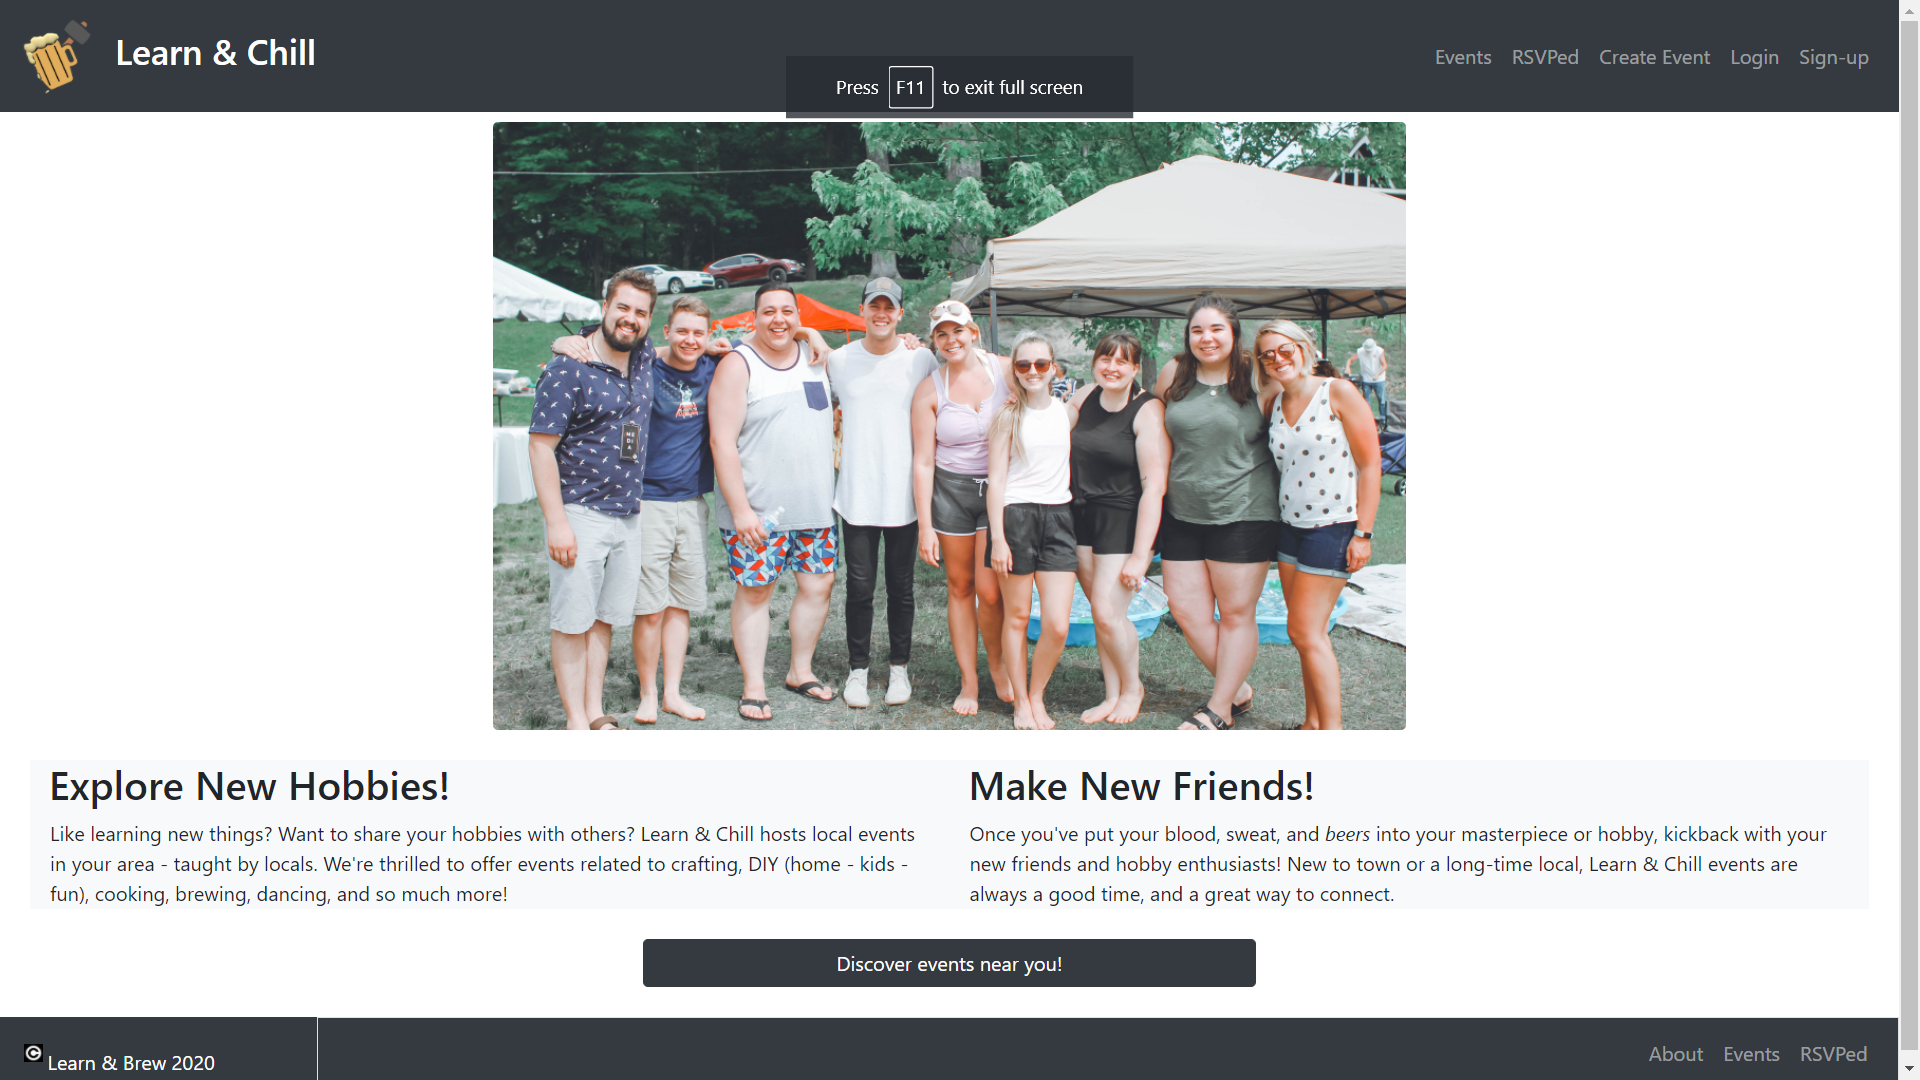 Learn & Chill
Events RSVPed Create Event Login Sign-up
Press F11 to exit full screen
MEDIA
Explore New Hobbies!
Like learning new things? Want to share your hobbies with others? Learn & Chill hosts local events
in your area - taught by locals. We're thrilled to offer events related to crafting, DIY (home - kids -
fun), cooking, brewing, dancing, and so much more!
Make New Friends!
Once you've put your blood, sweat, and beers into your masterpiece or hobby, kickback with your
new friends and hobby enthusiasts! New to town or a long-time local, Learn & Chill events are
always a good time, and a great way to connect.
Discover events near you!
© Learn & Brew 2020
About Events RSVPed